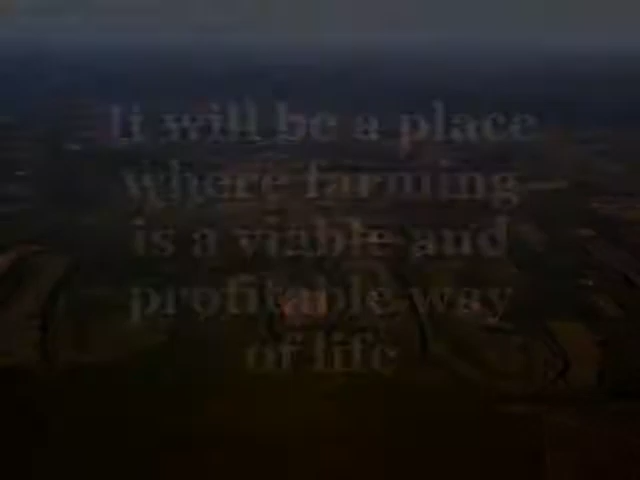 It will be a place
where farming
is a viable and
profitable way
of life